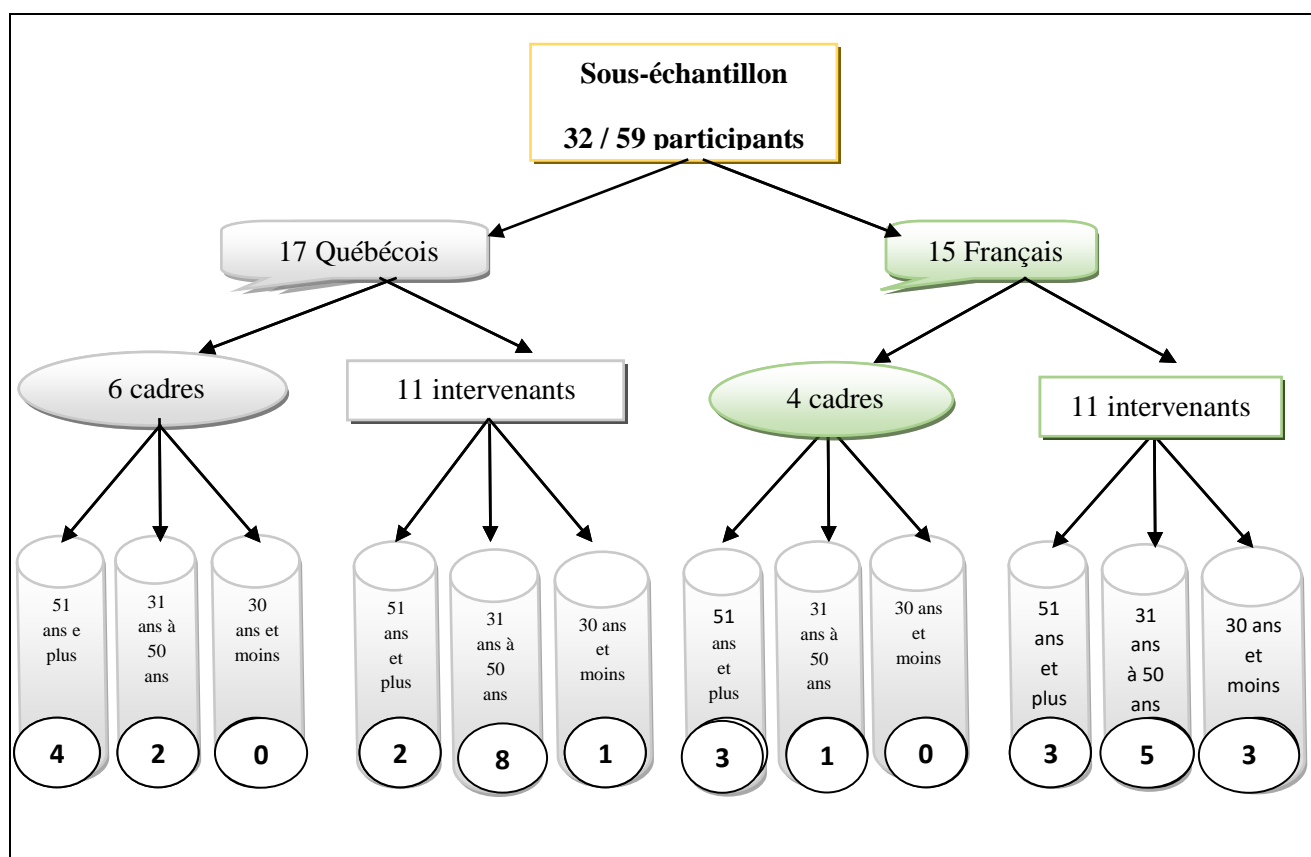 Sous-échantillon
32 / 59 participants
17 Québécois
15 Français
6 cadres
11 intervenants
4 cadres
11 intervenants
51
ans e
plus
31
ans à
50
ans
30
ans et
moins
51
ans
et
plus
31
ans à
50
ans
30 ans
et
moins
51
ans
et
plus
31
ans à
50
ans
30 ans
et
moins
51
ans
et
plus
31
ans
à 50
ans
30 ans
et
moins
4
2
0
2
8
1
3
1
0
3
5
3